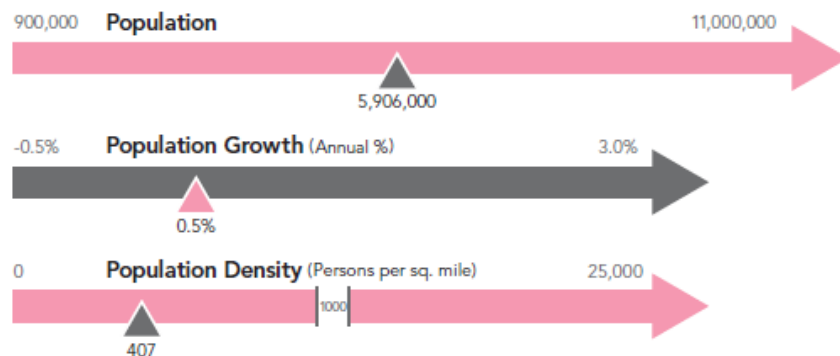 900,000 Population 11,000,000
5,906,000
-0.5% Population Growth (Annual %) 3.0%
0.5%
0 Population Density (Persons per sq. mile) 25,000
1000
407